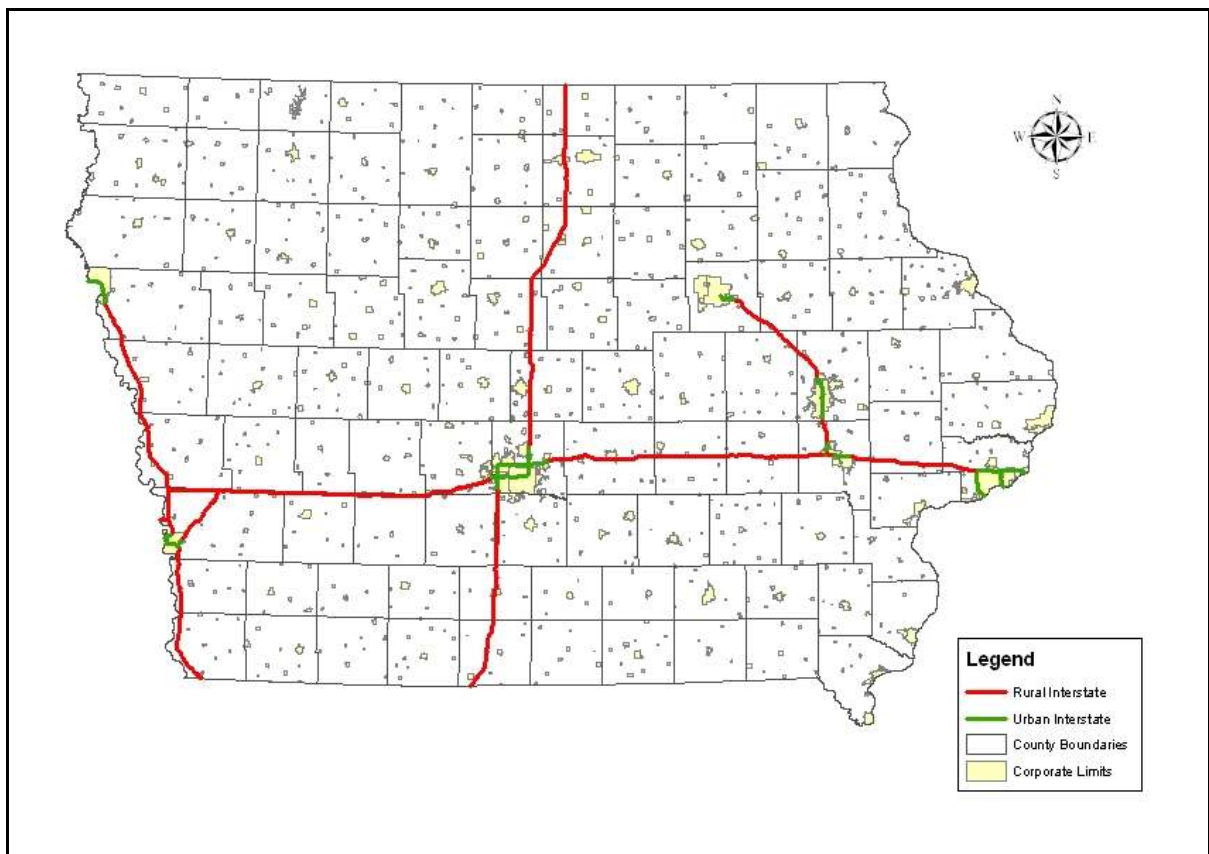 N
W
E
S
Legend
Rural Interstate
Urban Interstate
County Boundaries
Corporate Limits